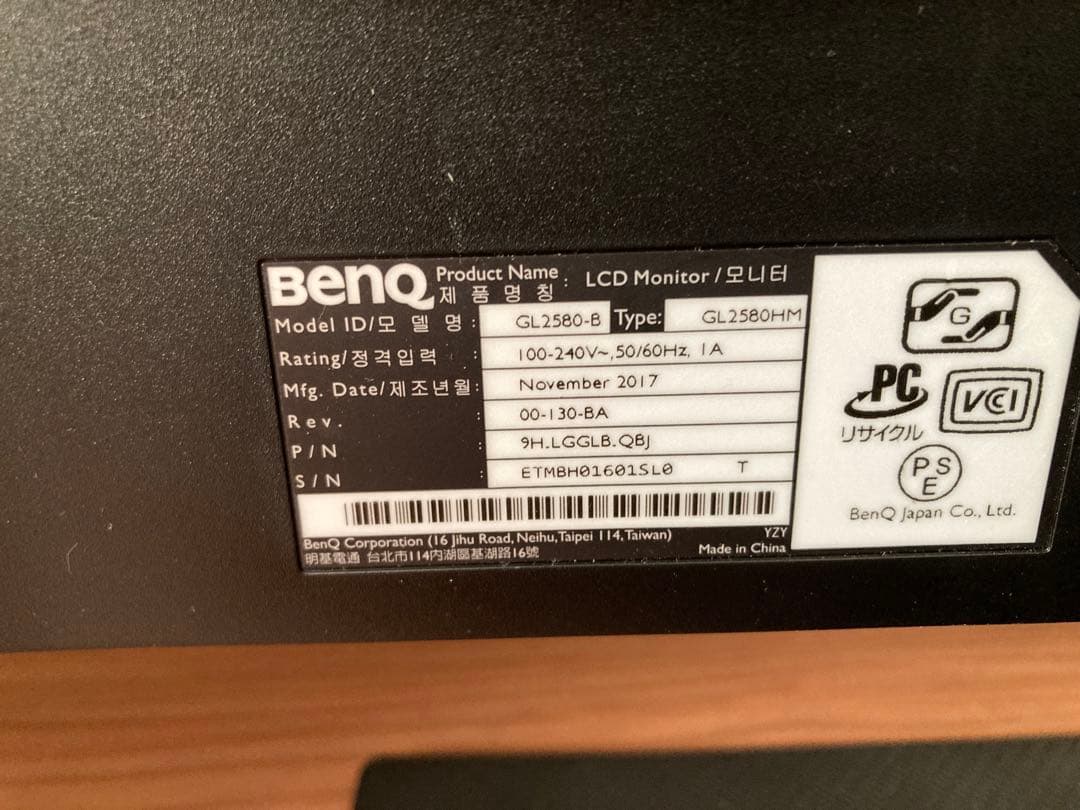 BenQ
Product Name : LCD Monitor / 모니터
제 품 명 칭
Model ID/모 델 명 : GL2580-B Type: GL2580HM
Rating/정격입력 : 100-240V~,50/60Hz, 1A
Mfg. Date/제조년월 : November 2017
Rev. : 00-130-BA
P/N : 9H.LGGLB.QBJ
S/N : ETMBH01601SL0 T
BenQ Corporation (16 Jihu Road, Neihu, Taipei 114, Taiwan) YZY
明基電通 台北市114內湖區基湖路16號 Made in China
G
PC
リサイクル
VCI
PSE
BenQ Japan Co., Ltd.